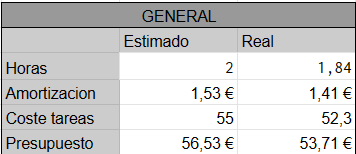 GENERAL
Estimado Real
Horas 2 1,84
Amortizacion 1,53 € 1,41 €
Coste tareas 55 52,3
Presupuesto 56,53 € 53,71 €